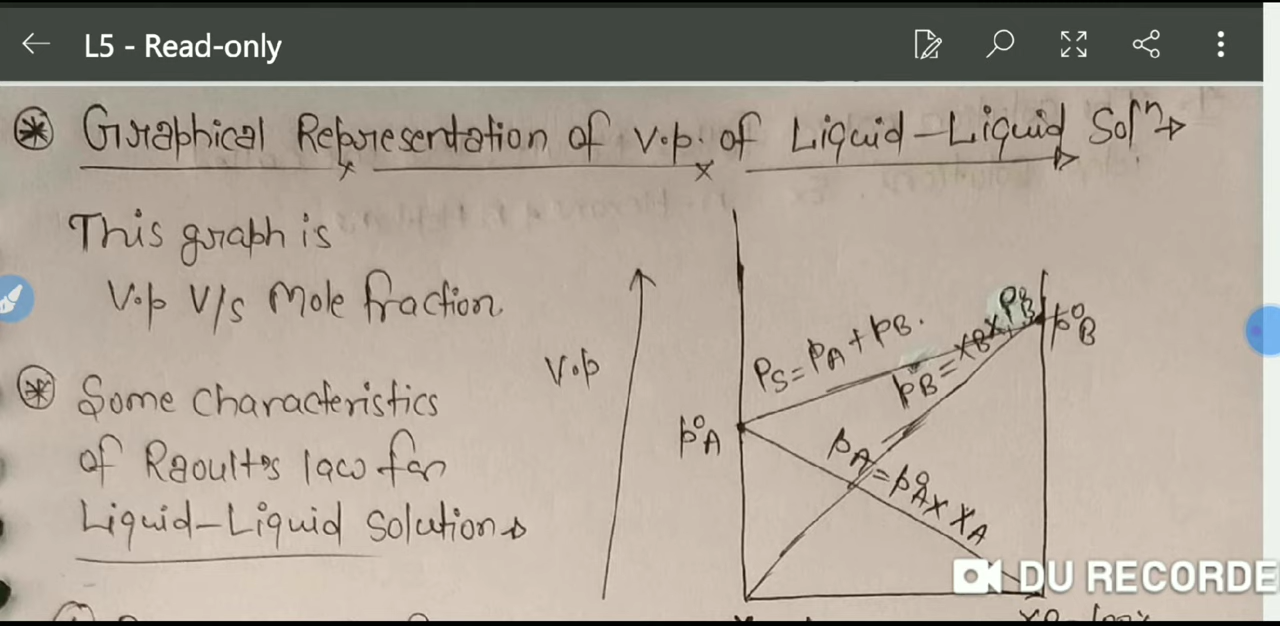 L5 - Read-only
Graphical Representation of v.p. of Liquid-Liquid Solⁿ
This graph is
V.p V/s Mole fraction
Some characteristics
of Raoult's law for
Liquid-Liquid Solution
V.p
p°A
p°B
Ps = pA + pB.
pB = XB × p°B
pA = p°A × XA
DU RECORDE